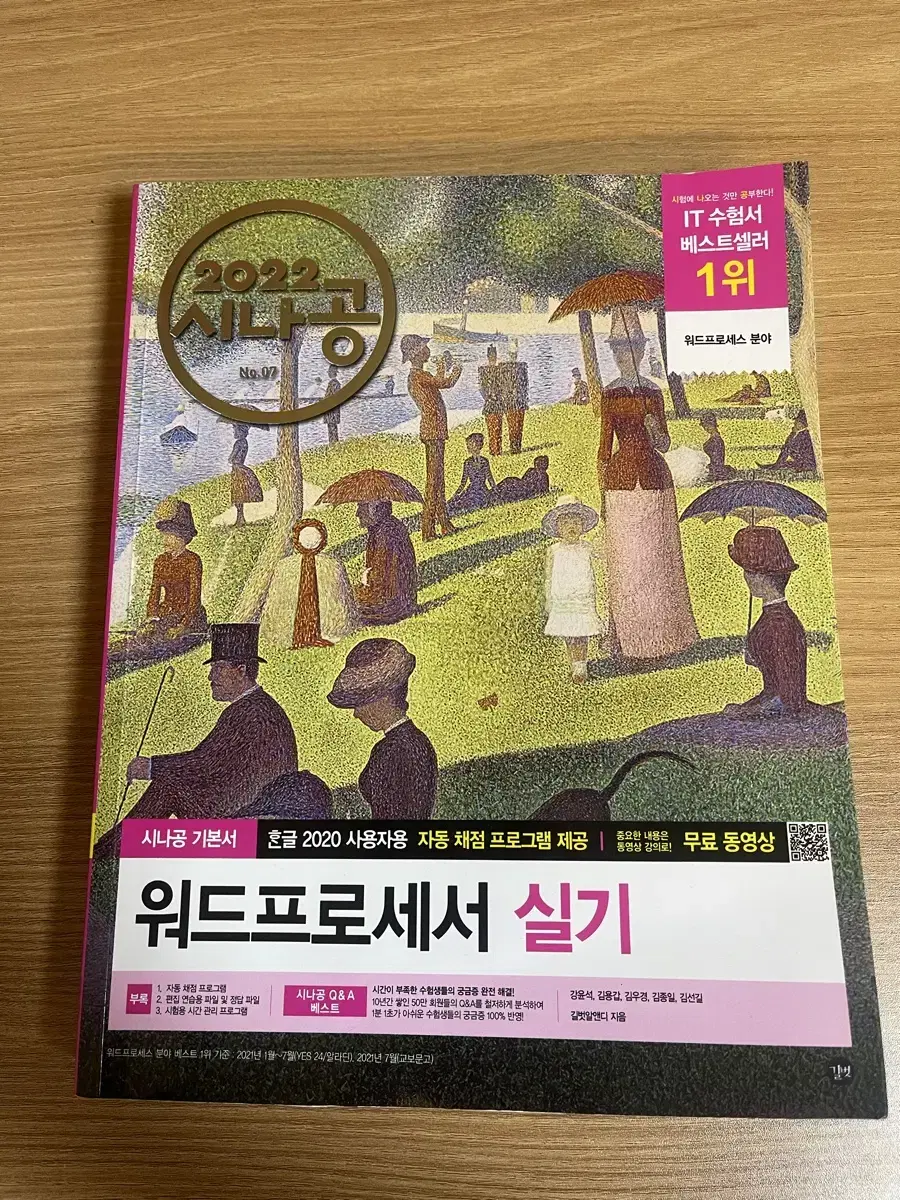 2022
시나공
No. 07
시험에 나오는 것만 공부한다!
IT 수험서
베스트셀러
1위
워드프로세스 분야
시나공 기본서
ᄒᆞᆫ글 2020 사용자용 자동 채점 프로그램 제공
중요한 내용은
동영상 강의로!
무료 동영상
워드프로세서 실기
부록
1. 자동 채점 프로그램
2. 편집 연습용 파일 및 정답 파일
3. 시험용 시간 관리 프로그램
시나공 Q&A
베스트
시간이 부족한 수험생들의 궁금증 완전 해결!
10년간 쌓인 50만 회원들의 Q&A를 철저하게 분석하여
1분 1초가 아쉬운 수험생들의 궁금증 100% 반영!
강윤석, 김용갑, 김우경, 김종일, 김선길
길벗알앤디 지음
워드프로세스 분야 베스트 1위 기준 : 2021년 1월~7월(YES 24/알라딘), 2021년 7월(교보문고)
길벗